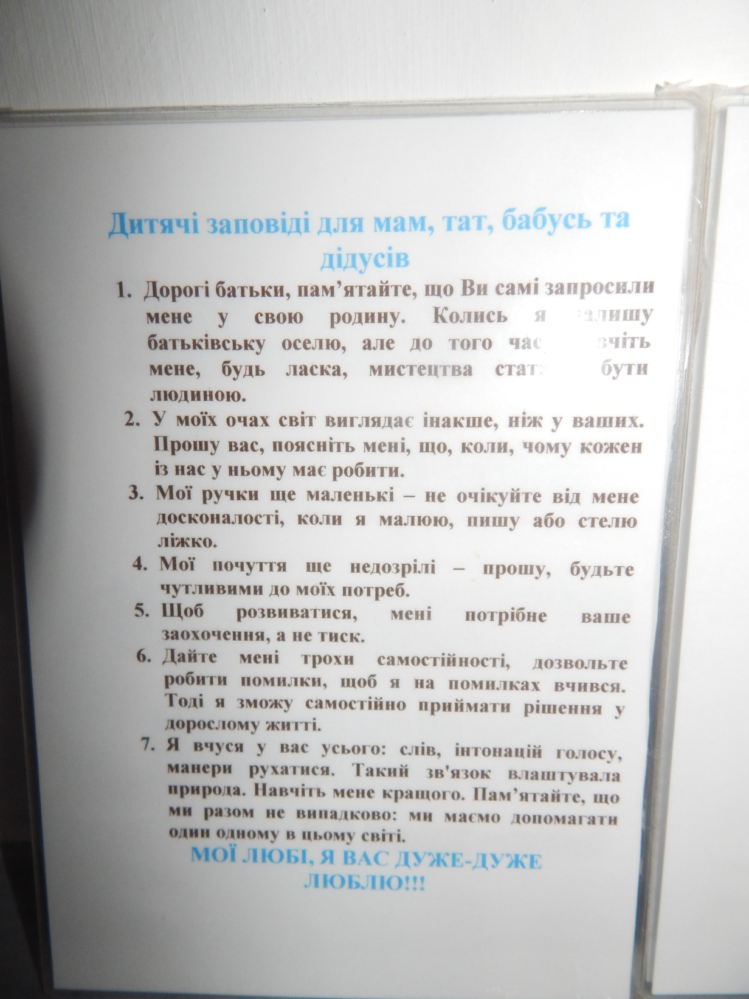 Дитячі заповіді для мам, тат, бабусь та
дідусів
1. Дорогі батьки, пам’ятайте, що Ви самі запросили
мене у свою родину. Колись я залишу
батьківську оселю, але до того
мене, будь ласка, мистецтва бути
людиною.
2. У моїх очах світ виглядає інакше, ніж у ваших.
Прошу вас, поясніть мені, що, коли, чому кожен
із нас у ньому має робити.
3. Мої ручки ще маленькі – не очікуйте від мене
досконалості, коли я малюю, пишу або стелю
ліжко.
4. Мої почуття ще недозрілі – прошу, будьте
чутливими до моїх потреб.
5. Щоб розвиватися, мені потрібне ваше
заохочення, а не тиск.
6. Дайте мені трохи самостійності, дозвольте
робити помилки, щоб я на помилках вчився.
Тоді я зможу самостійно приймати рішення у
дорослому житті.
7. Я вчуся у вас усього: слів, інтонацій голосу,
манери рухатися. Такий зв'язок влаштувала
природа. Навчіть мене кращого. Пам’ятайте, що
ми разом не випадково: ми маємо допомагати
один одному в цьому світі.
МОЇ ЛЮБІ, Я ВАС ДУЖЕ-ДУЖЕ
ЛЮБЛЮ!!!